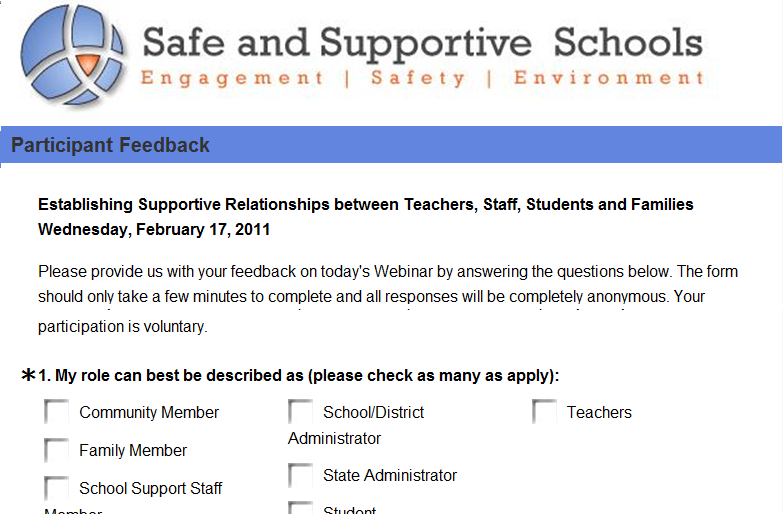 Safe and Supportive Schools
Engagement | Safety | Environment
Participant Feedback
Establishing Supportive Relationships between Teachers, Staff, Students and Families
Wednesday, February 17, 2011
Please provide us with your feedback on today's Webinar by answering the questions below. The form
should only take a few minutes to complete and all responses will be completely anonymous. Your
participation is voluntary.
*1. My role can best be described as (please check as many as apply):
Community Member
Family Member
School Support Staff
Member
School/District
Administrator
State Administrator
Student
Teachers